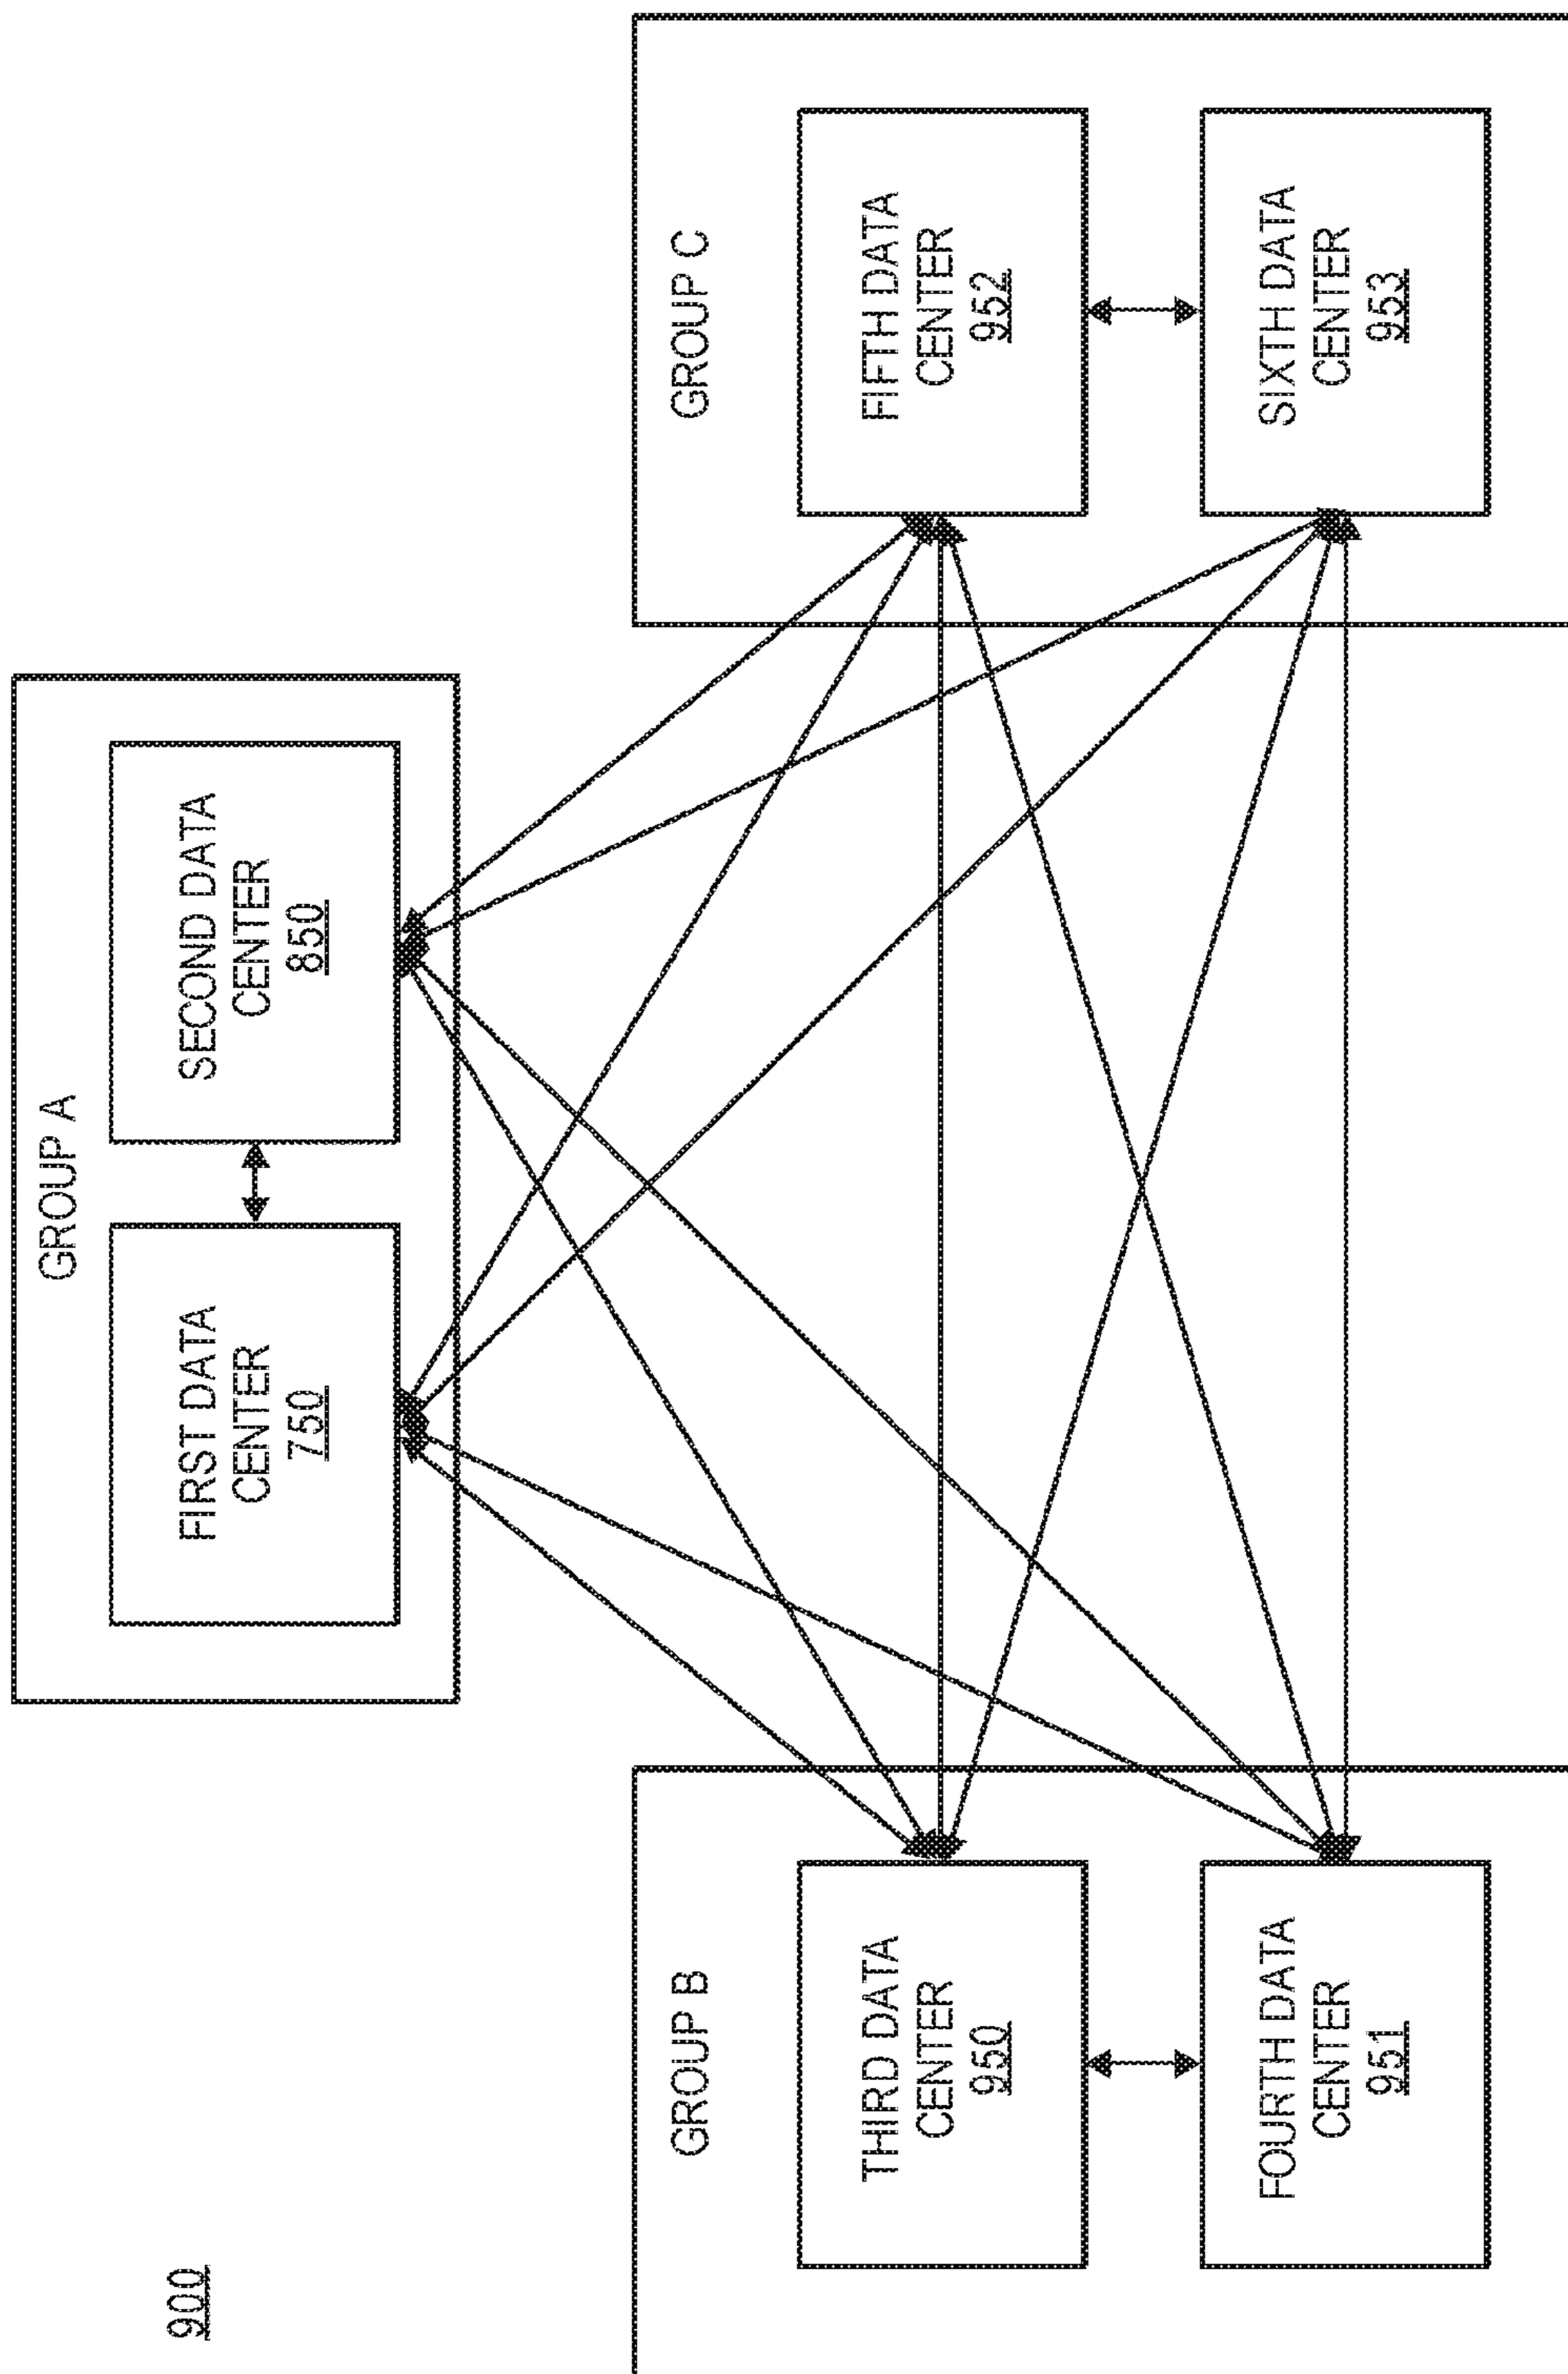 900
GROUP A
FIRST DATA
CENTER
750
SECOND DATA
CENTER
850
GROUP B
THIRD DATA
CENTER
950
FOURTH DATA
CENTER
951
GROUP C
FIFTH DATA
CENTER
952
SIXTH DATA
CENTER
953